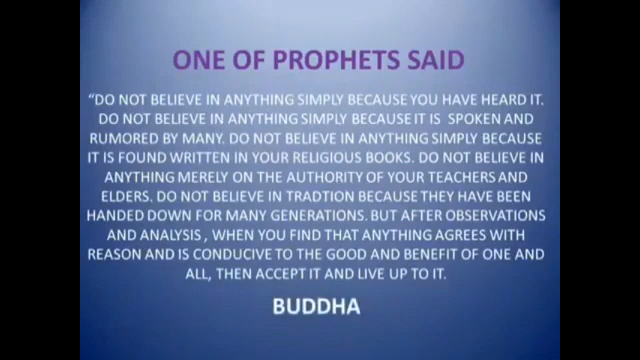 ONE OF PROPHETS SAID
“DO NOT BELIEVE IN ANYTHING SIMPLY BECAUSE YOU HAVE HEARD IT.
DO NOT BELIEVE IN ANYTHING SIMPLY BECAUSE IT IS SPOKEN AND
RUMORED BY MANY. DO NOT BELIEVE IN ANYTHING SIMPLY BECAUSE
IT IS FOUND WRITTEN IN YOUR RELIGIOUS BOOKS. DO NOT BELIEVE IN
ANYTHING MERELY ON THE AUTHORITY OF YOUR TEACHERS AND
ELDERS. DO NOT BELIEVE IN TRADTION BECAUSE THEY HAVE BEEN
HANDED DOWN FOR MANY GENERATIONS. BUT AFTER OBSERVATIONS
AND ANALYSIS , WHEN YOU FIND THAT ANYTHING AGREES WITH
REASON AND IS CONDUCIVE TO THE GOOD AND BENEFIT OF ONE AND
ALL, THEN ACCEPT IT AND LIVE UP TO IT.
BUDDHA